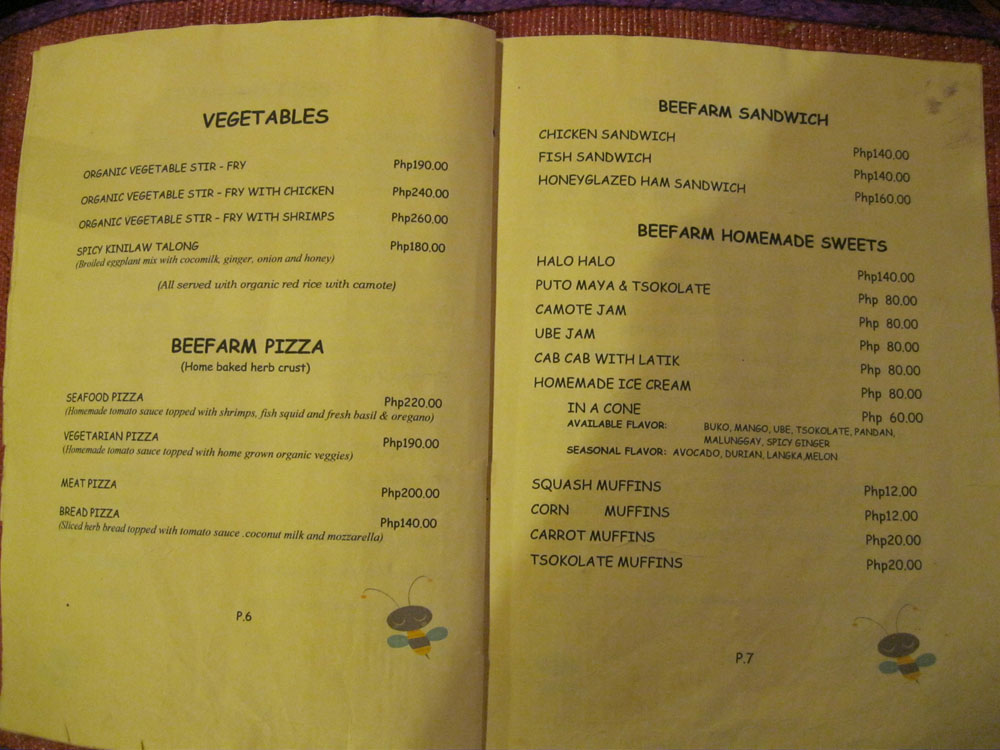 VEGETABLES
ORGANIC VEGETABLE STIR - FRY Php190.00
ORGANIC VEGETABLE STIR - FRY WITH CHICKEN Php240.00
ORGANIC VEGETABLE STIR - FRY WITH SHRIMPS Php260.00
SPICY KINILAW TALONG Php180.00
(Broiled eggplant mix with cocomilk, ginger, onion and honey)
(All served with organic red rice with camote)
BEEFARM PIZZA
(Home baked herb crust)
SEAFOOD PIZZA Php220.00
(Homemade tomato sauce topped with shrimps, fish squid and fresh basil & oregano)
VEGETARIAN PIZZA Php190.00
(Homemade tomato sauce topped with home grown organic veggies)
MEAT PIZZA Php200.00
BREAD PIZZA Php140.00
(Sliced herb bread topped with tomato sauce .coconut milk and mozzarella)
P.6
BEEFARM SANDWICH
CHICKEN SANDWICH Php140.00
FISH SANDWICH Php140.00
HONEYGLAZED HAM SANDWICH Php160.00
BEEFARM HOMEMADE SWEETS
HALO HALO Php140.00
PUTO MAYA & TSOKOLATE Php 80.00
CAMOTE JAM Php 80.00
UBE JAM Php 80.00
CAB CAB WITH LATIK Php 80.00
HOMEMADE ICE CREAM Php 80.00
IN A CONE Php 60.00
AVAILABLE FLAVOR: BUKO, MANGO, UBE, TSOKOLATE, PANDAN,
MALUNGGAY, SPICY GINGER
SEASONAL FLAVOR: AVOCADO, DURIAN, LANGKA,MELON
SQUASH MUFFINS Php12.00
CORN MUFFINS Php12.00
CARROT MUFFINS Php20.00
TSOKOLATE MUFFINS Php20.00
P.7